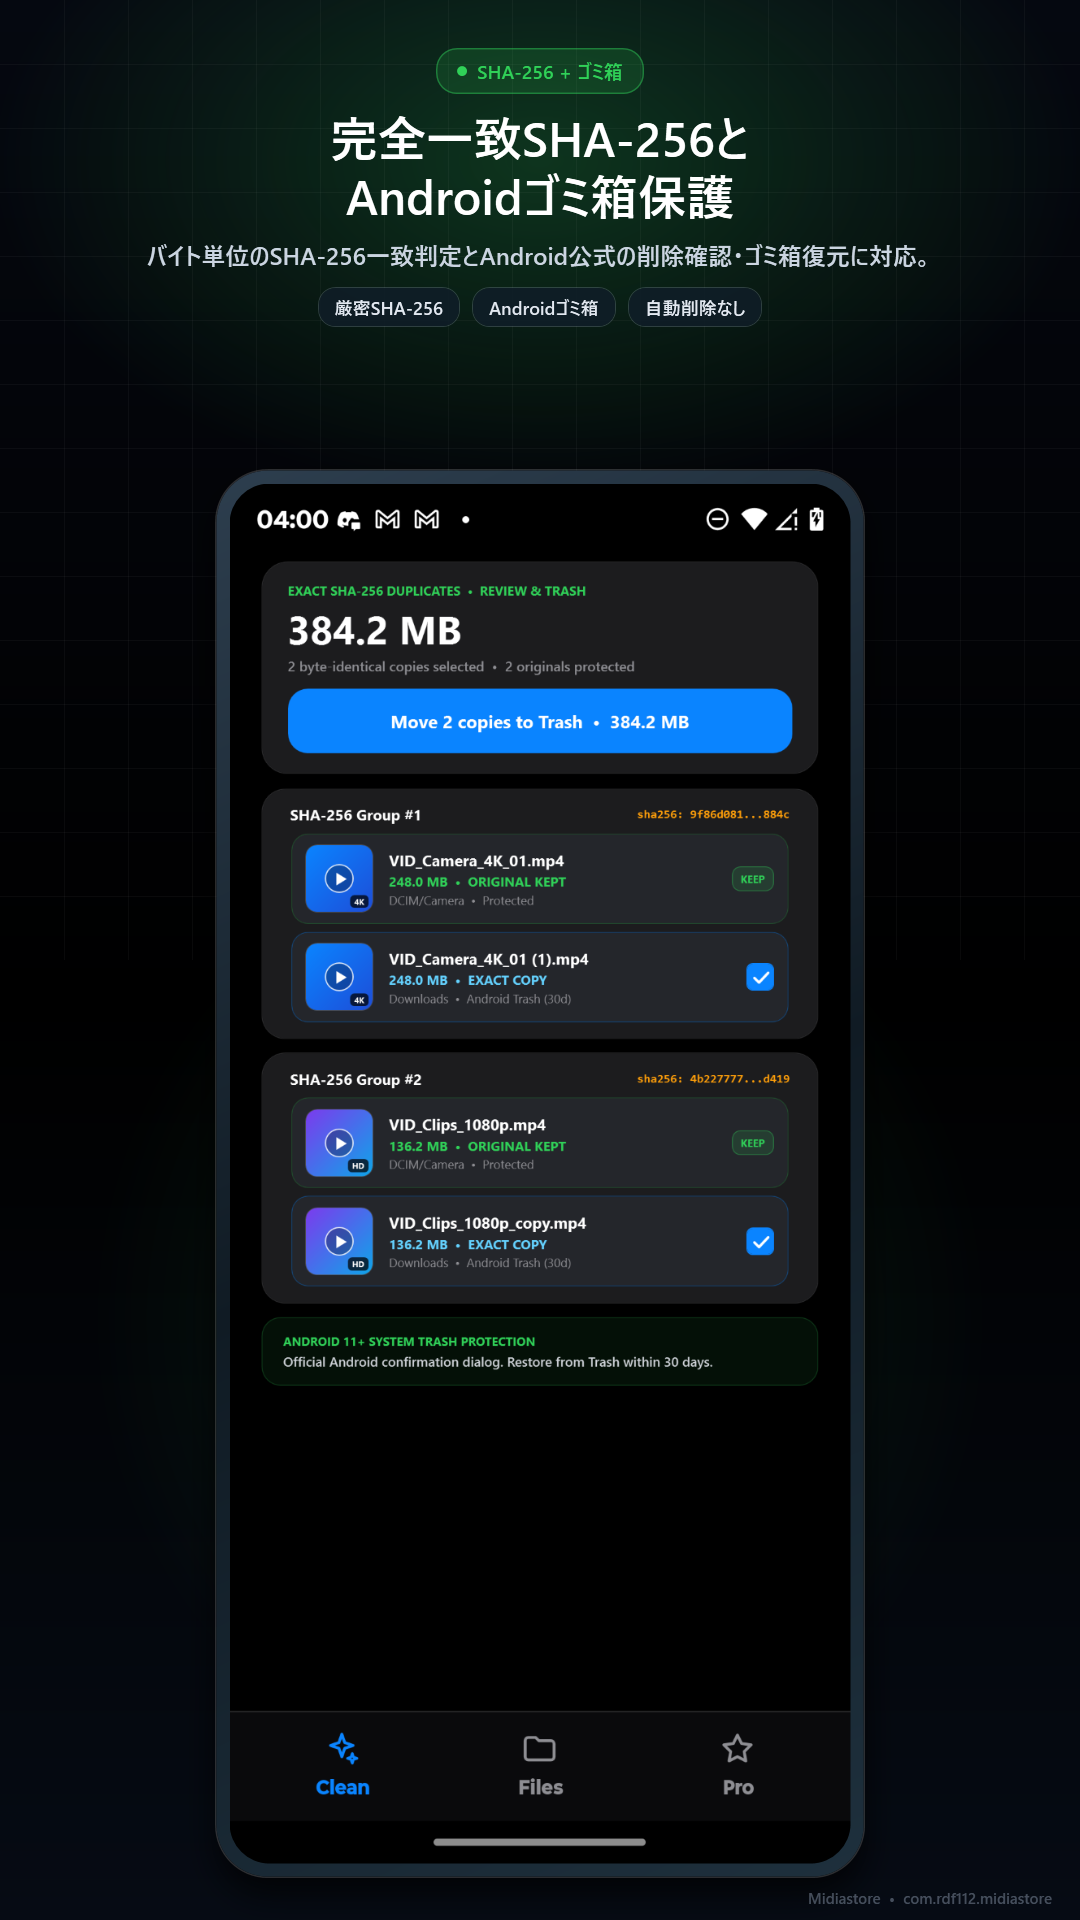 SHA-256 + ゴミ箱
完全一致SHA-256と
Androidゴミ箱保護
バイト単位のSHA-256一致判定とAndroid公式の削除確認・ゴミ箱復元に対応。
厳密SHA-256 Androidゴミ箱 自動削除なし
04:00
EXACT SHA-256 DUPLICATES • REVIEW & TRASH
384.2 MB
2 byte-identical copies selected • 2 originals protected
Move 2 copies to Trash • 384.2 MB
SHA-256 Group #1 sha256: 9f86d081...884c
VID_Camera_4K_01.mp4
248.0 MB • ORIGINAL KEPT
KEEP
DCIM/Camera • Protected
4K
VID_Camera_4K_01 (1).mp4
248.0 MB • EXACT COPY
Downloads • Android Trash (30d)
4K
SHA-256 Group #2 sha256: 4b227777...d419
VID_Clips_1080p.mp4
136.2 MB • ORIGINAL KEPT
KEEP
DCIM/Camera • Protected
HD
VID_Clips_1080p_copy.mp4
136.2 MB • EXACT COPY
Downloads • Android Trash (30d)
HD
ANDROID 11+ SYSTEM TRASH PROTECTION
Official Android confirmation dialog. Restore from Trash within 30 days.
Clean Files Pro
Midiastore • com.rdf112.midiastore